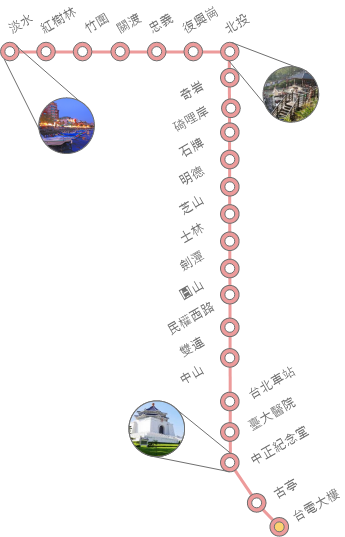 淡水
紅樹林
竹圍
關渡
忠義
復興崗
北投
奇岩
碕哩岸
石牌
明德
芝山
士林
劍潭
圓山
民權西路
雙連
中山
台北車站
臺大醫院
中正紀念堂
古亭
台電大樓